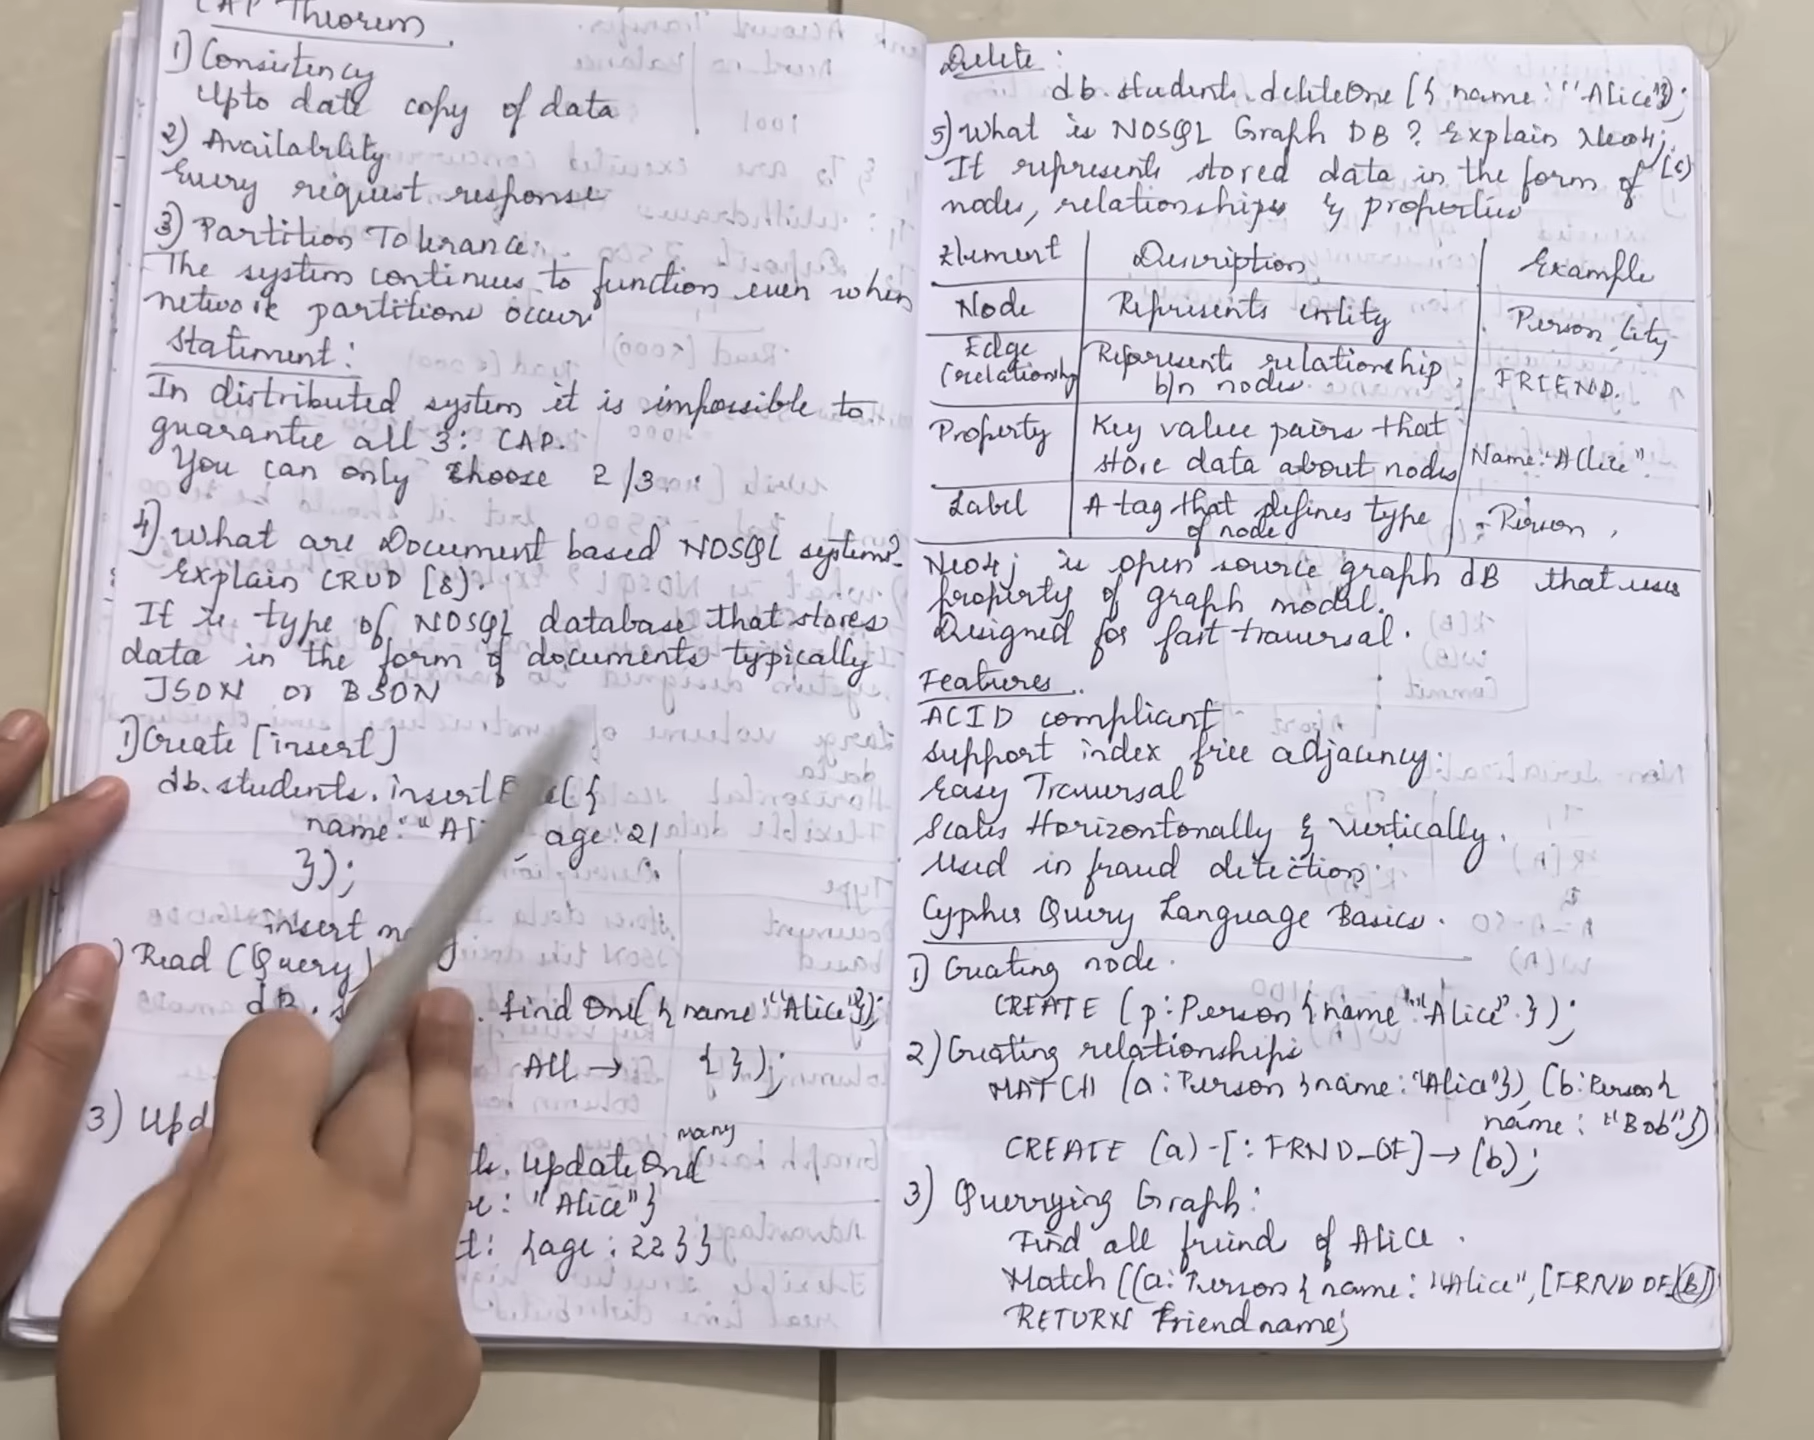 CAP Theorem.
1) Consistency
Upto date copy of data
2) Availability
Every request response
3) Partition Tolerance.
The system continues to function even when
network partitions occur
Statement:
In distributed system it is impossible to
guarantee all 3: CAP.
You can only choose 2/3.
4) What are Document based NOSQL systems?
Explain CRUD [8].
It is type of NOSQL database that stores
data in the form of documents typically
JSON or BSON
1) Create [insert]
db.students.insert {
name: "Ali age: 21
});
insert
) Read (Query)
db. . find One( { name "Alice"});
All → { });
3) Upd
many
. Update One(
: "Alice"}
: {age: 22}}
Delete:
db.students.deleteOne [{ name: "Alice"});
5) What is NOSQL Graph DB? Explain Neo4j.
It represents stored data in the form of [6]
nodes, relationships & properties
Element | Description | Example
Node | Represents entity | Person City
Edge (relationship) | Represent relationship b/n nodes | FRIEND.
Property | Key value pairs that store data about nodes | Name: "Alice"
Label | A tag that defines type of node | :Person,
Neo4j is open source graph dB that uses
property of graph model.
Designed for fast traversal.
Features
ACID compliant
support index free adjacency
Easy Traversal
Scales Horizontonally & Vertically.
Used in fraud detection.
Cypher Query Language Basics.
1) Creating node.
CREATE (p: Person { name "Alice" });
2) Creating relationships
MATCH (a: Person }name: "Alice"}), (b: Person{
name: "Bob"})
CREATE (a)-[: FRND_OF]→(b);
3) Querrying Graph:
Find all friend of Alice.
Match ((a: Person { name: "Alice", [FRND OF](B))
RETURN Friend name;